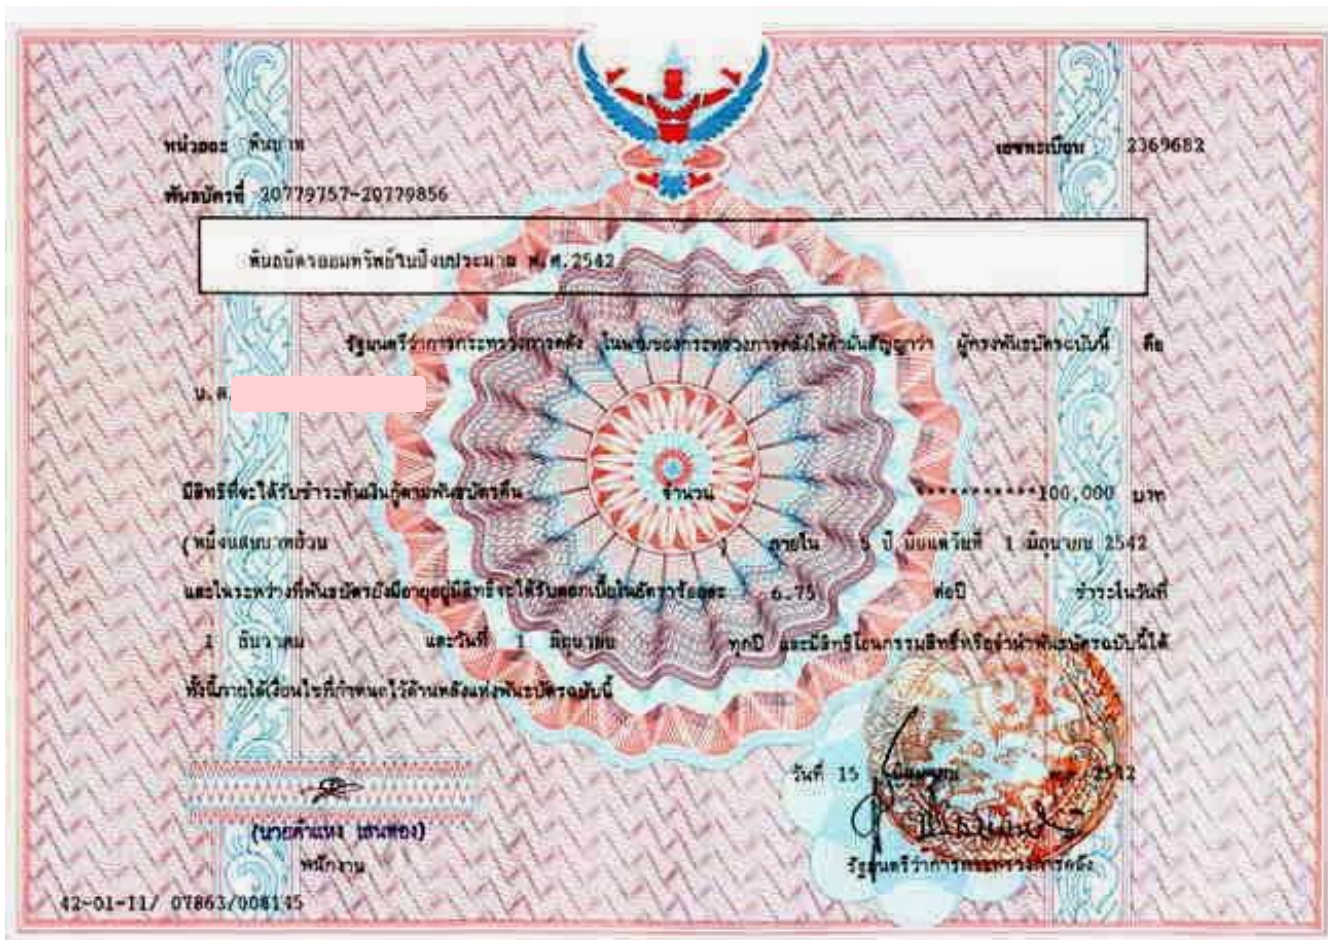 หน่วยละ พันบาท
เลขทะเบียน 2369682
พันธบัตรที่ 20779757-20779856
พันธบัตรออมทรัพย์ในปีงบประมาณ พ.ศ.2542
รัฐมนตรีว่าการกระทรวงการคลัง ในนามของกระทรวงการคลังให้คำมั่นสัญญาว่า ผู้ทรงพันธบัตรฉบับนี้ คือ
น.ส.
มีสิทธิที่จะได้รับชำระต้นเงินกู้ตามพันธบัตรคืน จำนวน ************100,000 บาท
(หนึ่งแสนบาทถ้วน ) ภายใน 5 ปี นับแต่วันที่ 1 มิถุนายน 2542
และในระหว่างที่พันธบัตรยังมีอายุอยู่มีสิทธิจะได้รับดอกเบี้ยในอัตราร้อยละ 6.75 ต่อปี ชำระในวันที่
1 ธันวาคม และวันที่ 1 มิถุนายน ทุกปี และมีสิทธิโอนกรรมสิทธิ์หรือจำนำพันธบัตรฉบับนี้ได้
ทั้งนี้ภายใต้เงื่อนไขที่กำหนดไว้ด้านหลังแห่งพันธบัตรฉบับนี้
วันที่ 15 มิถุนายน พ.ศ. 2542
(นายคำแหง เสนทอง)
พนักงาน
รัฐมนตรีว่าการกระทรวงการคลัง
42-01-11/ 07863/008145